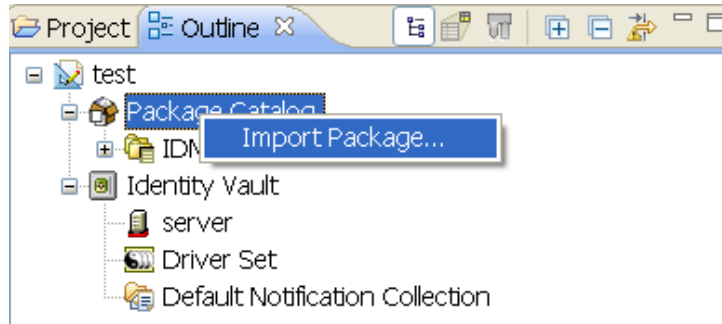 Project Outline
test
Package Catalog
Import Package...
IDM
Identity Vault
server
Driver Set
Default Notification Collection